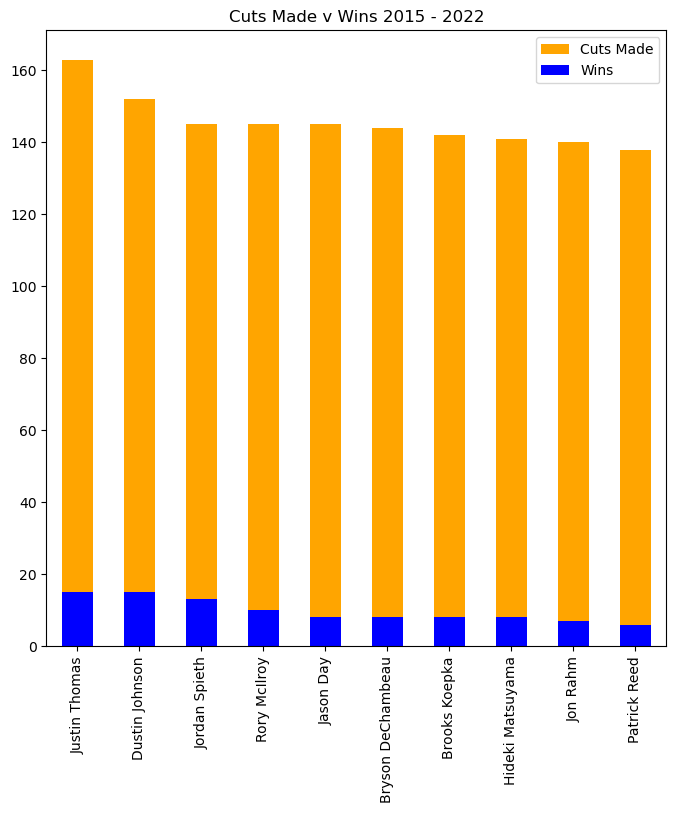 Cuts Made v Wins 2015 - 2022
Cuts Made
Wins
160
140
120
100
80
60
40
20
0
Justin Thomas
Dustin Johnson
Jordan Spieth
Rory McIlroy
Jason Day
Bryson DeChambeau
Brooks Koepka
Hideki Matsuyama
Jon Rahm
Patrick Reed